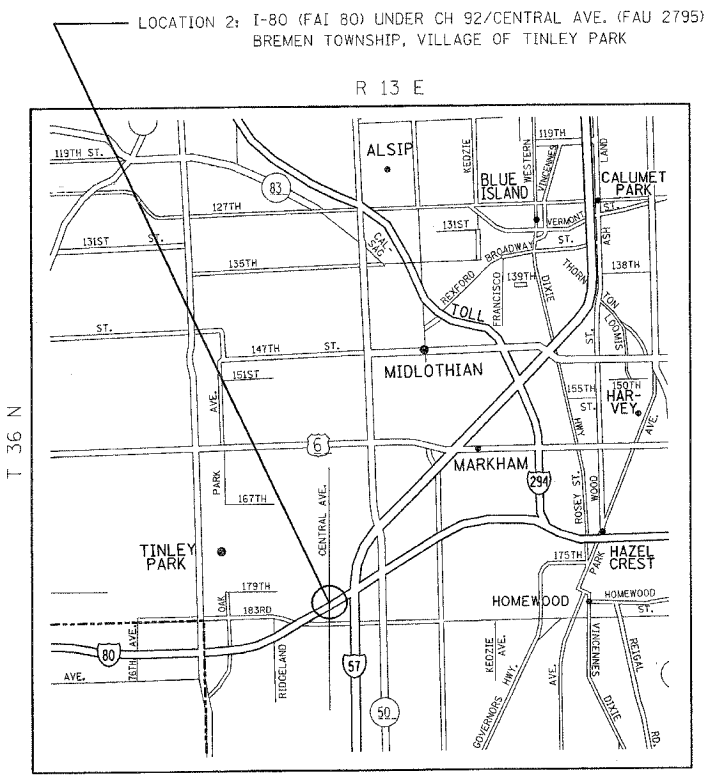 LOCATION 2: I-80 (FAI 80) UNDER CH 92/CENTRAL AVE. (FAU 2795)
BREMEN TOWNSHIP, VILLAGE OF TINLEY PARK
R 13 E
T 36 N
119TH ST.
ALSIP
KEDZIE
WESTERN
119TH
VINCENNES
LAND
BLUE
ISLAND
CALUMET
PARK
83
127TH
ST.
VERMONT
131ST
131ST
ST.
CAL
SAG
BROADWAY
ST.
ASH
135TH
REXFORD
FRANCISCO
139TH
DIXIE
THORN
138TH
TOLL
TON
LOOMIS
ST.
147TH
ST.
ST.
151ST
MIDLOTHIAN
155TH
ST.
150TH
HAR-
VEY
AVE.
HWY
AVE.
6
MARKHAM
PARK
167TH
CENTRAL AVE.
294
ROSEY ST.
WOOD
TINLEY
PARK
175TH
PARK
HAZEL
CREST
179TH
OAK
183RD
HOMEWOOD
HOMEWOOD
ST.
80
76TH AVE.
AVE.
RIDGELAND
57
50
KEDZIE
AVE.
GOVERNORS HWY.
AVE.
VINCENNES
DIXIE
REIGAL
RD.